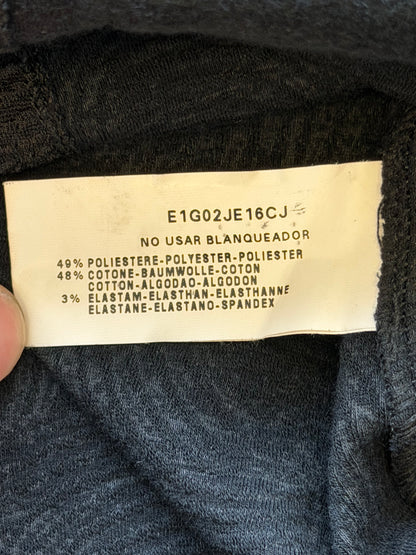 E1G02JE16CJ
NO USAR BLANQUEADOR
49% POLIESTERE-POLYESTER-POLIESTER
48% COTONE-BAUMWOLLE-COTON
COTTON-ALGODAO-ALGODON
3% ELASTAM-ELASTHAN-ELASTHANNE
ELASTANE-ELASTANO-SPANDEX